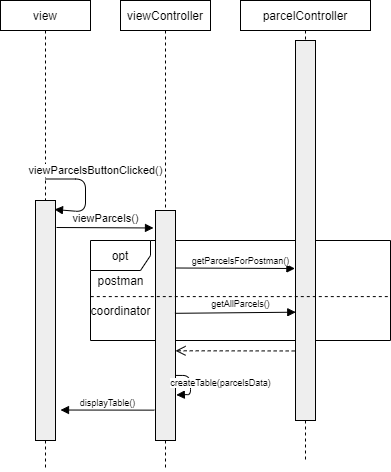 view
viewController
parcelController
viewParcelsButtonClicked()
viewParcels()
opt
getParcelsForPostman()
postman
coordinator
getAllParcels()
createTable(parcelsData)
displayTable()